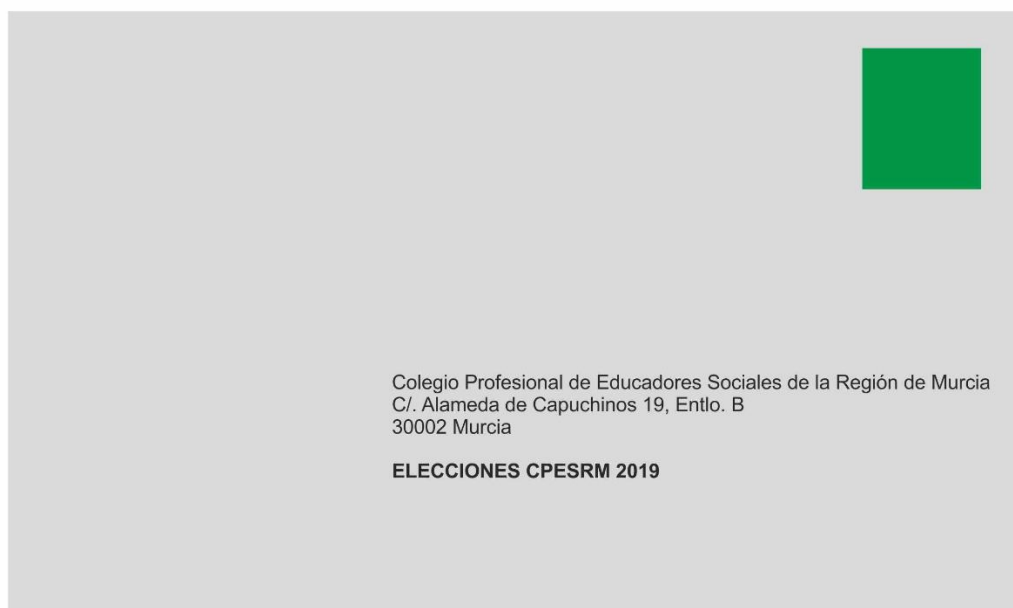 Colegio Profesional de Educadores Sociales de la Región de Murcia
C/. Alameda de Capuchinos 19, Entlo. B
30002 Murcia
ELECCIONES CPESRM 2019